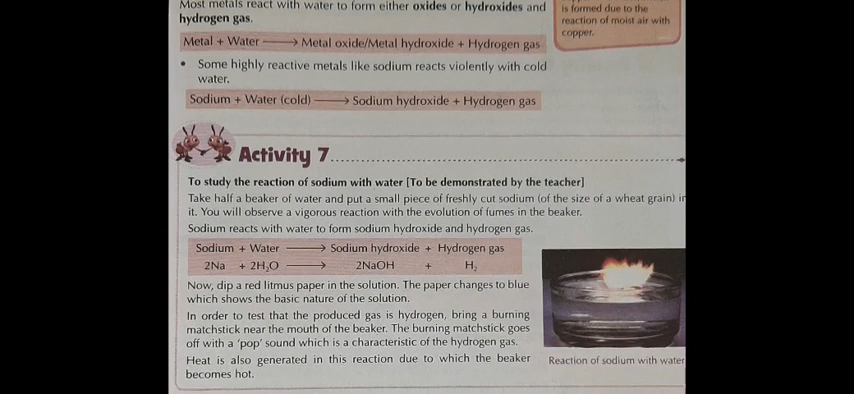 Most metals react with water to form either oxides or hydroxides and
hydrogen gas.
Metal + Water ⟶ Metal oxide/Metal hydroxide + Hydrogen gas
• Some highly reactive metals like sodium reacts violently with cold
water.
Sodium + Water (cold) ⟶ Sodium hydroxide + Hydrogen gas
is formed due to the
reaction of moist air with
copper.
Activity 7
To study the reaction of sodium with water [To be demonstrated by the teacher]
Take half a beaker of water and put a small piece of freshly cut sodium (of the size of a wheat grain) in
it. You will observe a vigorous reaction with the evolution of fumes in the beaker.
Sodium reacts with water to form sodium hydroxide and hydrogen gas.
Sodium + Water ⟶ Sodium hydroxide + Hydrogen gas
2Na + 2H₂O ⟶ 2NaOH + H₂
Now, dip a red litmus paper in the solution. The paper changes to blue
which shows the basic nature of the solution.
In order to test that the produced gas is hydrogen, bring a burning
matchstick near the mouth of the beaker. The burning matchstick goes
off with a 'pop' sound which is a characteristic of the hydrogen gas.
Heat is also generated in this reaction due to which the beaker
becomes hot.
Reaction of sodium with water